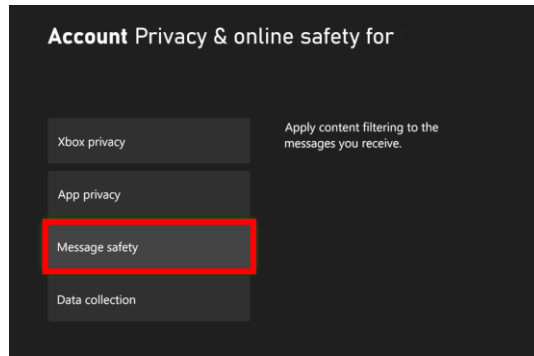 Account Privacy & online safety for
Xbox privacy
App privacy
Message safety
Data collection
Apply content filtering to the
messages you receive.